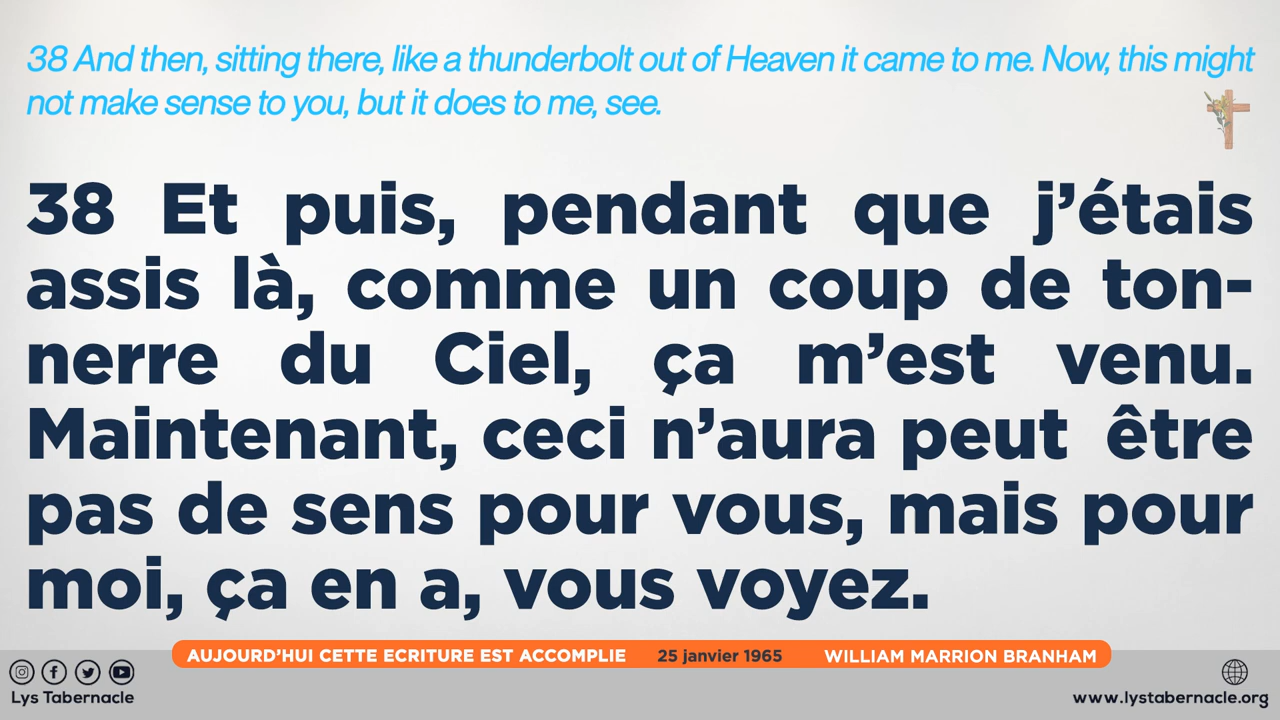 38 And then, sitting there, like a thunderbolt out of Heaven it came to me. Now, this might
not make sense to you, but it does to me, see.
38 Et puis, pendant que j’étais
assis là, comme un coup de ton-
nerre du Ciel, ça m’est venu.
Maintenant, ceci n’aura peut être
pas de sens pour vous, mais pour
moi, ça en a, vous voyez.
AUJOURD’HUI CETTE ECRITURE EST ACCOMPLIE 25 janvier 1965 WILLIAM MARRION BRANHAM
Lys Tabernacle
www.lystabernacle.org